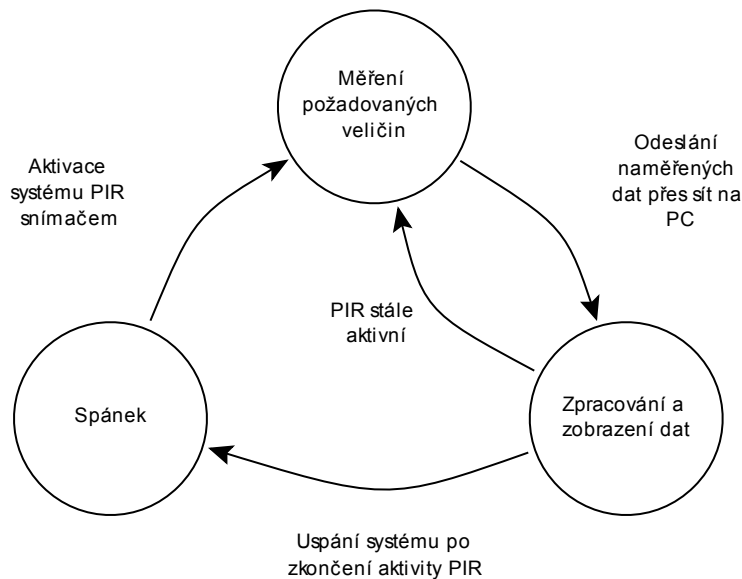 Měření
požadovaných
veličin
Aktivace
systému PIR
snímačem
Odeslání
naměřených
dat přes sít na
PC
PIR stále
aktivní
Spánek
Zpracování a
zobrazení dat
Uspání systému po
zkončení aktivity PIR